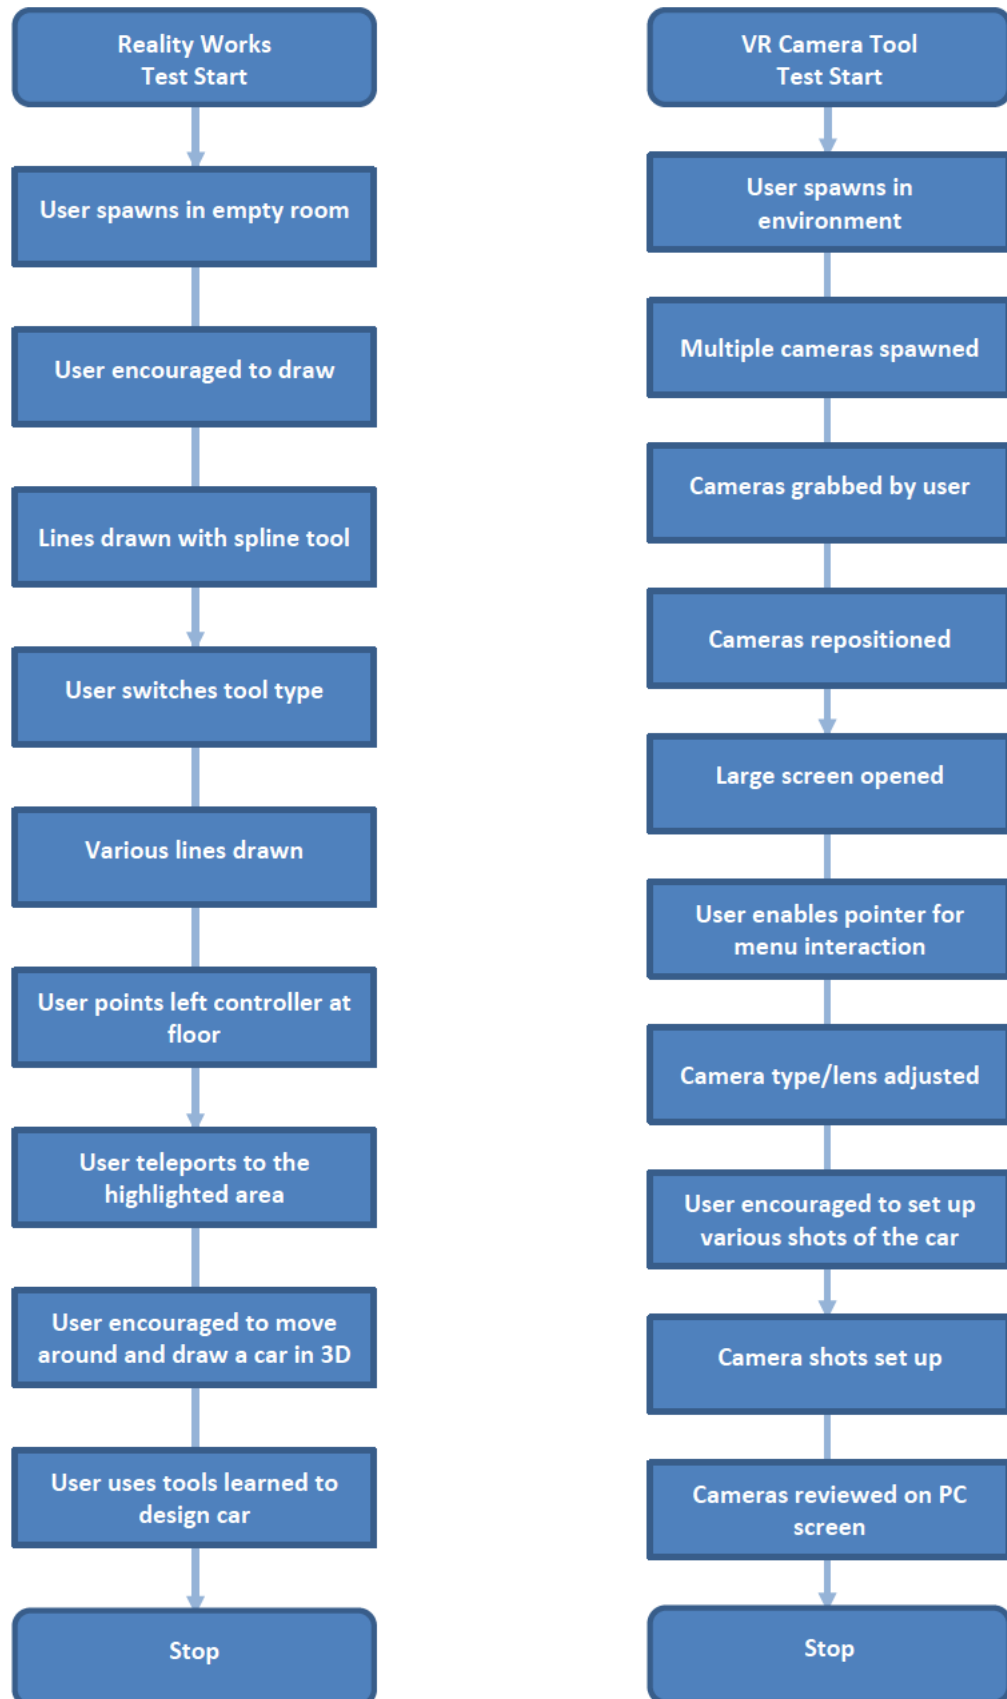 Reality Works
Test Start
User spawns in empty room
User encouraged to draw
Lines drawn with spline tool
User switches tool type
Various lines drawn
User points left controller at
floor
User teleports to the
highlighted area
User encouraged to move
around and draw a car in 3D
User uses tools learned to
design car
Stop
VR Camera Tool
Test Start
User spawns in
environment
Multiple cameras spawned
Cameras grabbed by user
Cameras repositioned
Large screen opened
User enables pointer for
menu interaction
Camera type/lens adjusted
User encouraged to set up
various shots of the car
Camera shots set up
Cameras reviewed on PC
screen
Stop